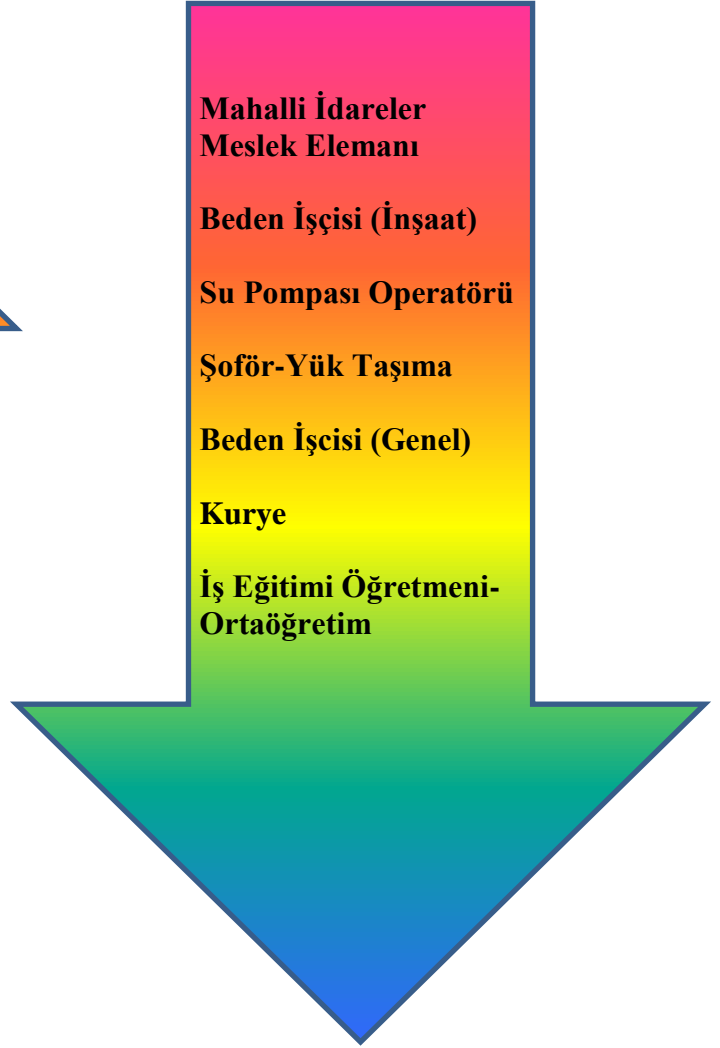 Mahalli İdareler
Meslek Elemanı
Beden İşçisi (İnşaat)
Su Pompası Operatörü
Şoför-Yük Taşıma
Beden İşcisi (Genel)
Kurye
İş Eğitimi Öğretmeni-
Ortaöğretim